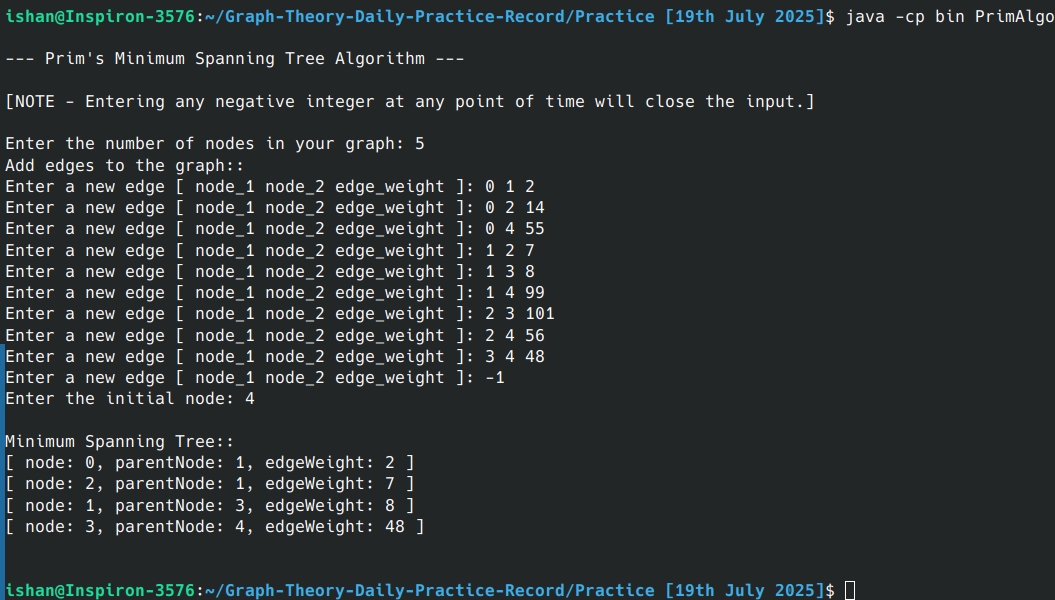 ishan@Inspiron-3576:~/Graph-Theory-Daily-Practice-Record/Practice [19th July 2025]$ java -cp bin PrimAlgo
--- Prim's Minimum Spanning Tree Algorithm ---
[NOTE - Entering any negative integer at any point of time will close the input.]
Enter the number of nodes in your graph: 5
Add edges to the graph::
Enter a new edge [ node_1 node_2 edge_weight ]: 0 1 2
Enter a new edge [ node_1 node_2 edge_weight ]: 0 2 14
Enter a new edge [ node_1 node_2 edge_weight ]: 0 4 55
Enter a new edge [ node_1 node_2 edge_weight ]: 1 2 7
Enter a new edge [ node_1 node_2 edge_weight ]: 1 3 8
Enter a new edge [ node_1 node_2 edge_weight ]: 1 4 99
Enter a new edge [ node_1 node_2 edge_weight ]: 2 3 101
Enter a new edge [ node_1 node_2 edge_weight ]: 2 4 56
Enter a new edge [ node_1 node_2 edge_weight ]: 3 4 48
Enter a new edge [ node_1 node_2 edge_weight ]: -1
Enter the initial node: 4
Minimum Spanning Tree::
[ node: 0, parentNode: 1, edgeWeight: 2 ]
[ node: 2, parentNode: 1, edgeWeight: 7 ]
[ node: 1, parentNode: 3, edgeWeight: 8 ]
[ node: 3, parentNode: 4, edgeWeight: 48 ]
ishan@Inspiron-3576:~/Graph-Theory-Daily-Practice-Record/Practice [19th July 2025]$